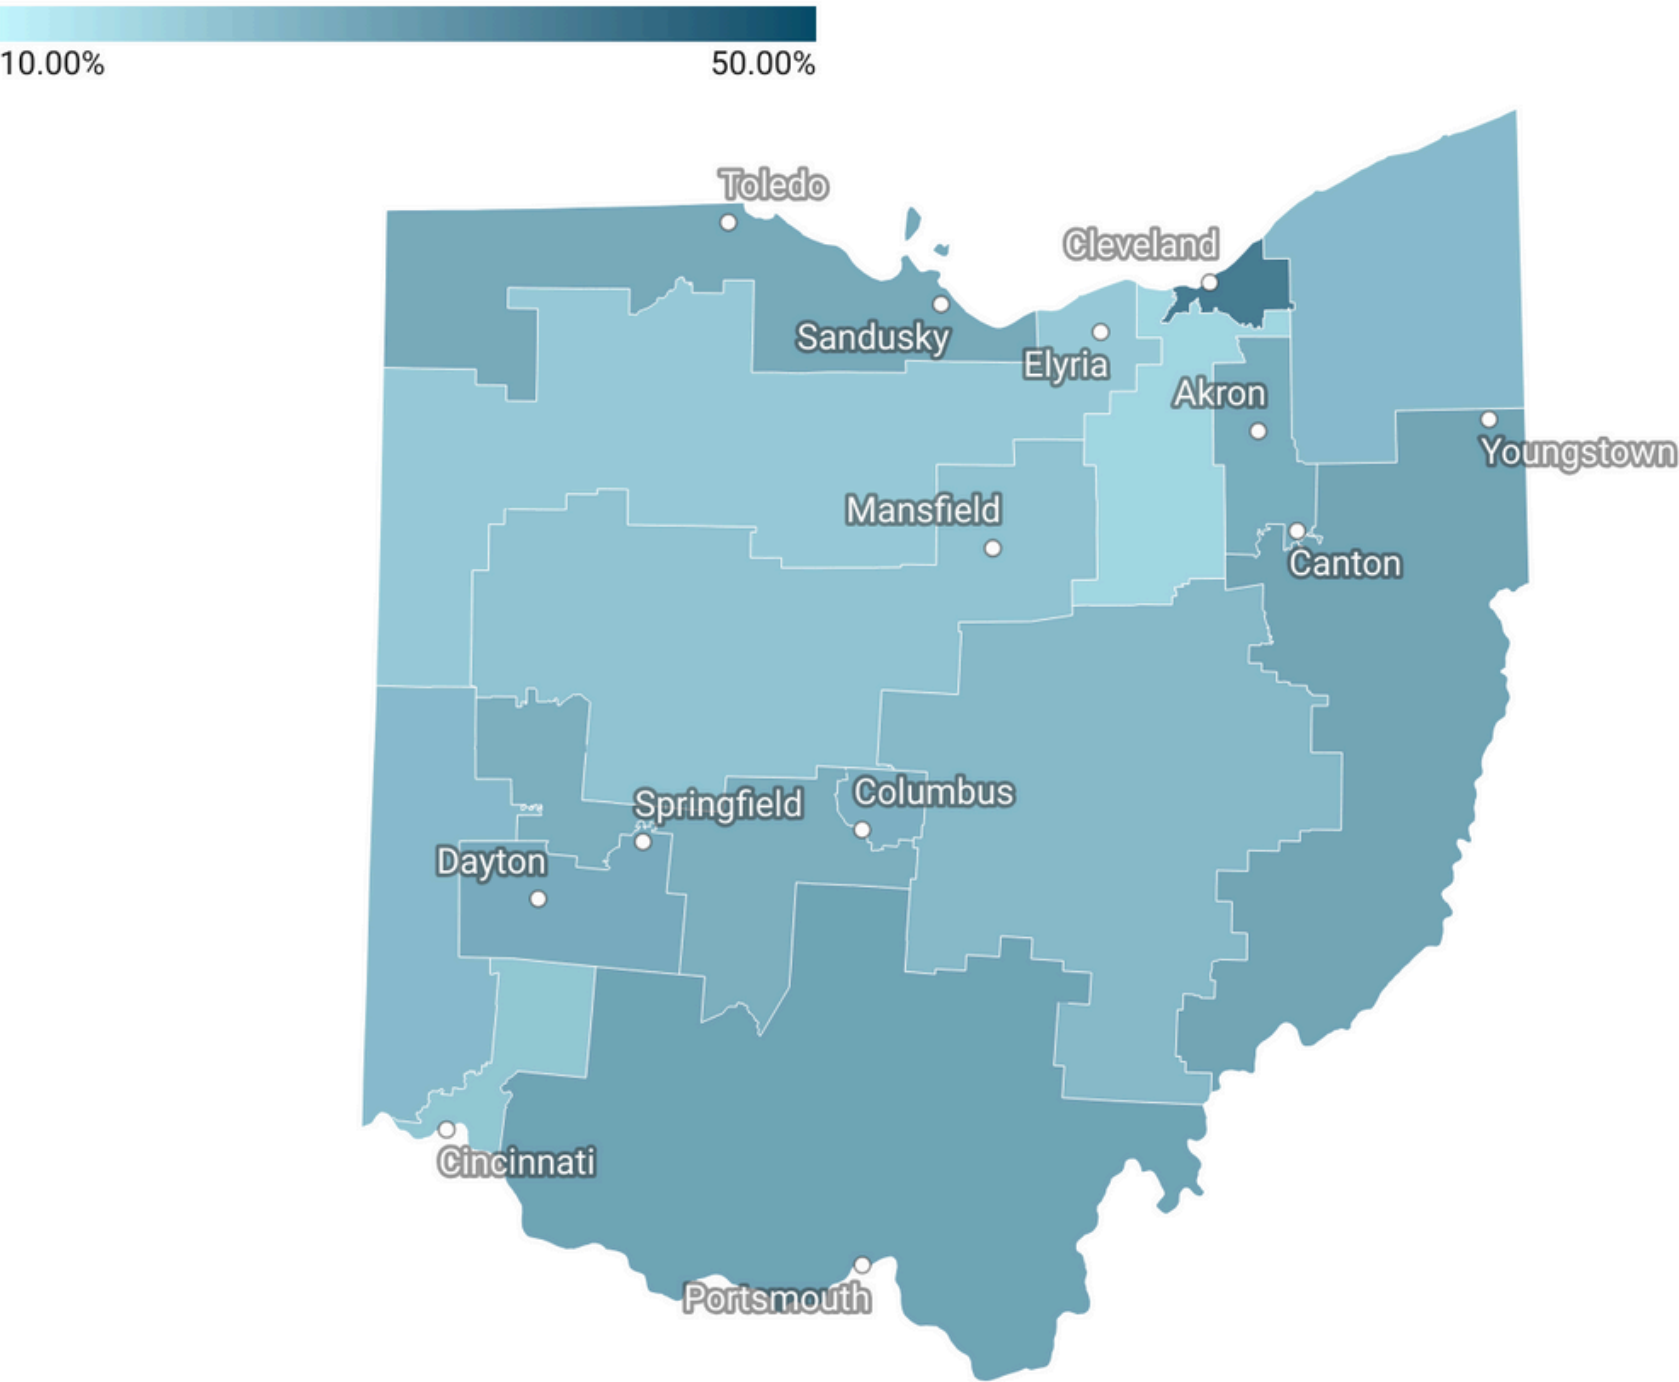 10.00% 50.00%
Toledo
Cleveland
Sandusky
Elyria
Akron
Youngstown
Mansfield
Canton
Columbus
Springfield
Dayton
Cincinnati
Portsmouth